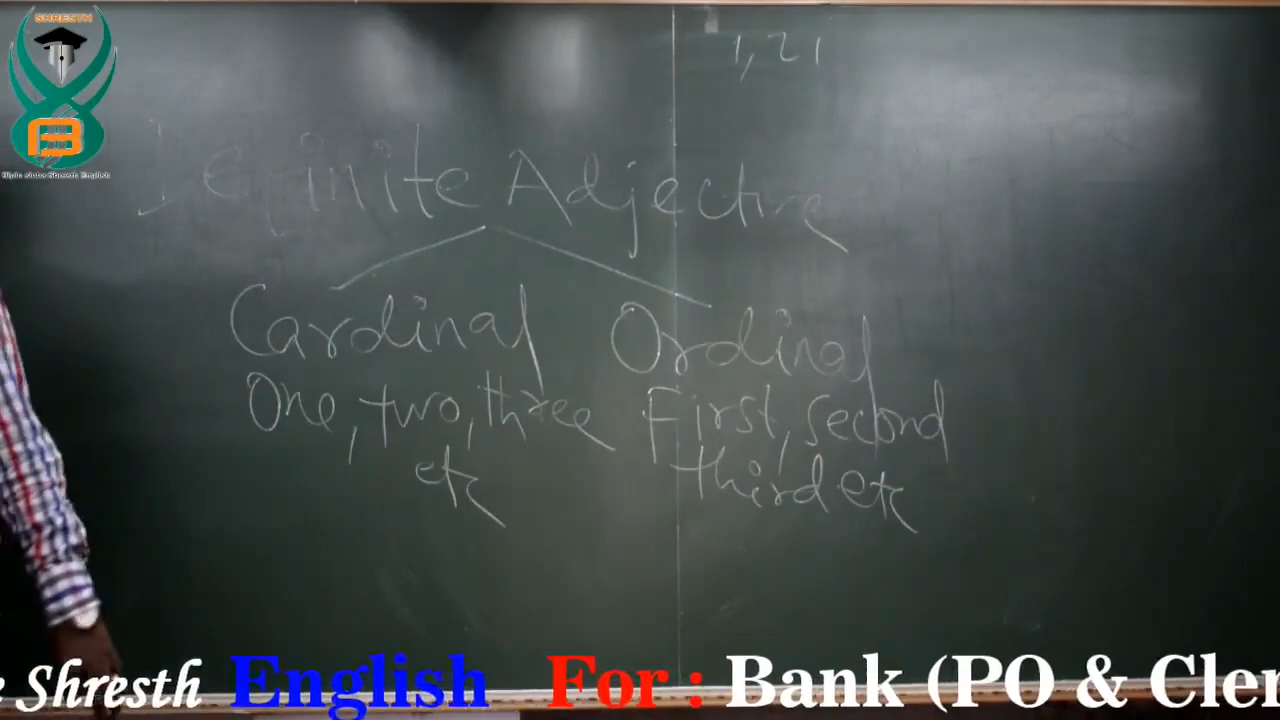 SHRESTH
B
1, 21
Definite Adjective
Cardinal Ordinal
One, two, three First, second
etc third etc
Shresth English For : Bank (PO & Cler